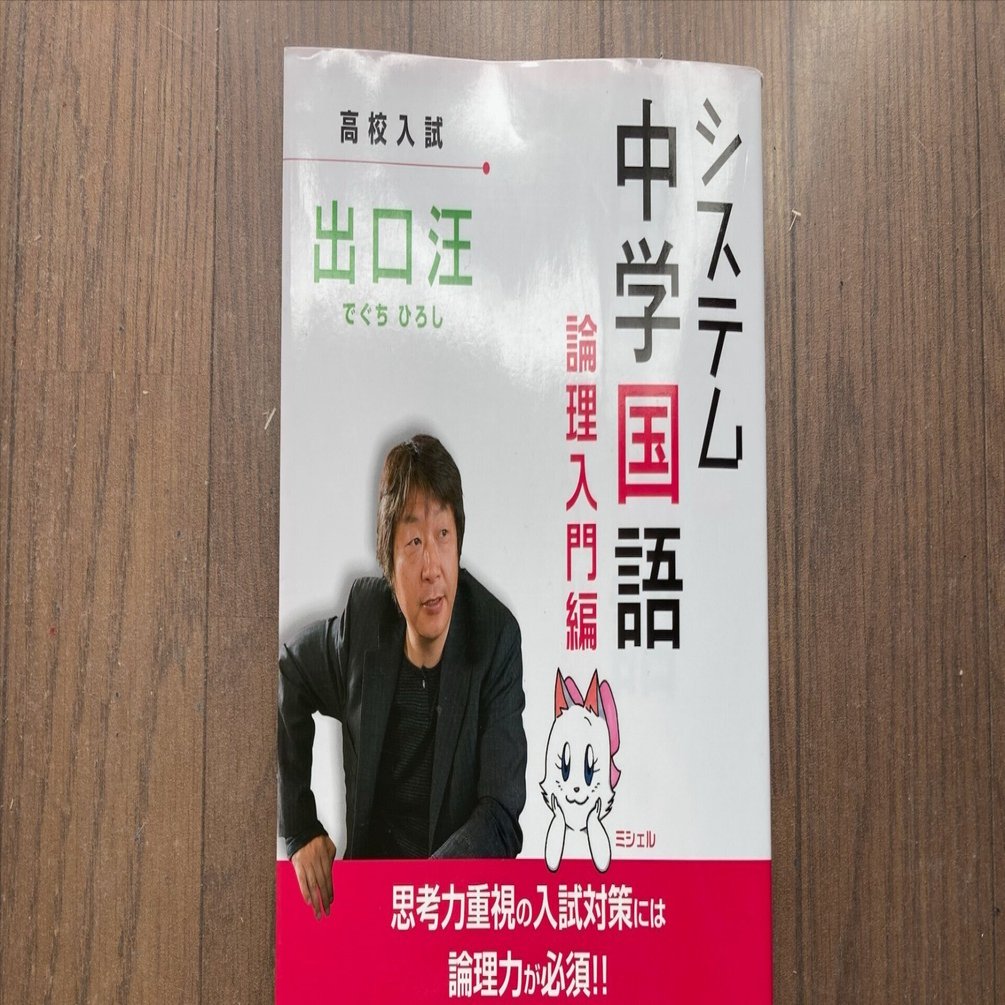 システム
中学国語
論理入門編
高校入試
出口汪
でぐち ひろし
ミシェル
思考力重視の入試対策には
論理力が必須!!